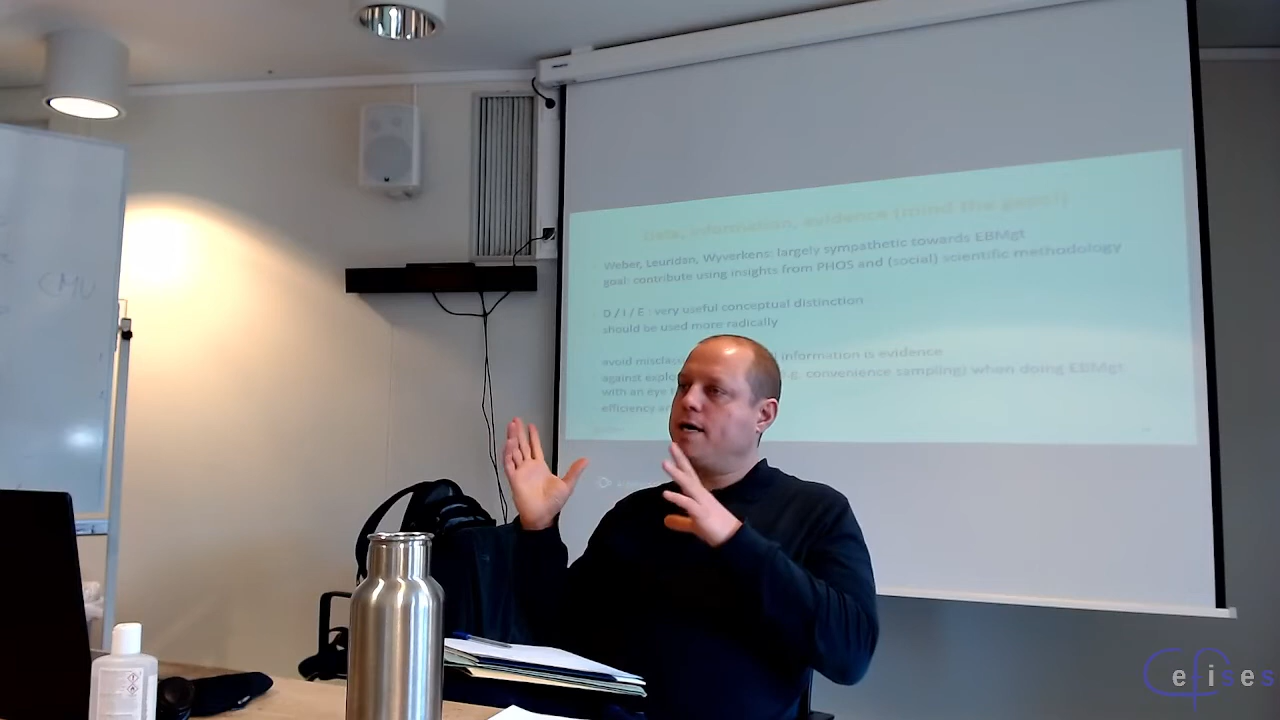 Data, information, evidence (mind the gaps!)
Weber, Leuridan, Wyverkens: largely sympathetic towards EBMgt
goal: contribute using insights from PHOS and (social) scientific methodology
D / I / E : very useful conceptual distinction
should be used more radically
avoid information is evidence
against (e.g. convenience sampling) when doing EBMgt
with an eye
efficiency
CMU
efises